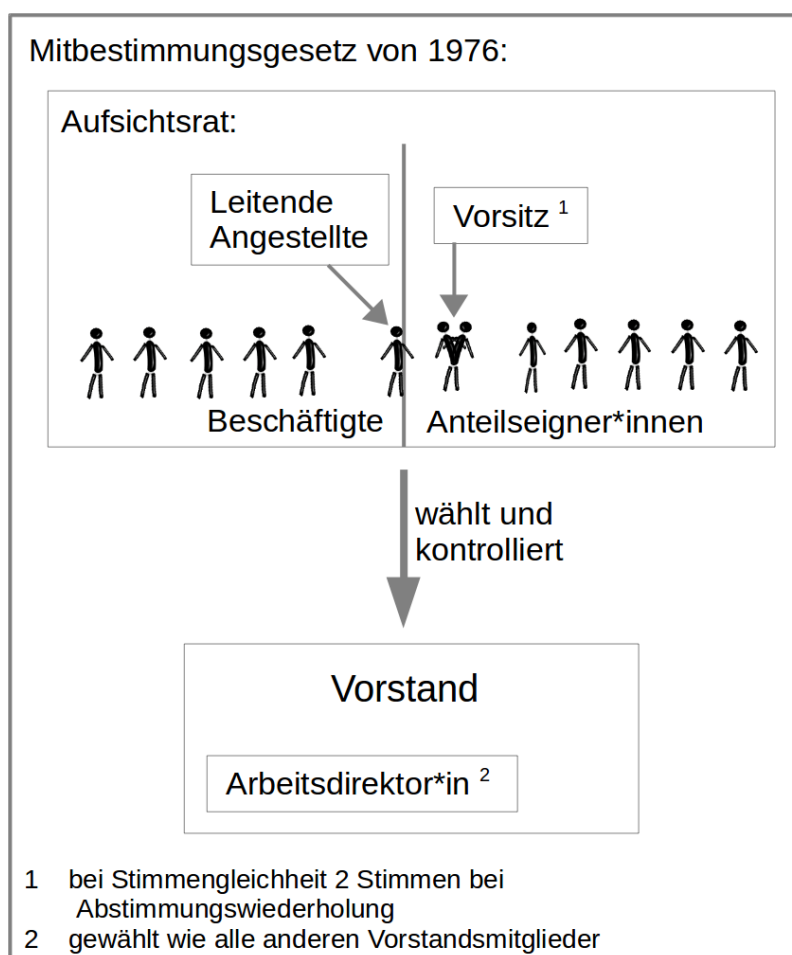 Mitbestimmungsgesetz von 1976:
Aufsichtsrat:
Leitende
Angestellte
Vorsitz ¹
Beschäftigte
Anteilseigner*innen
wählt und
kontrolliert
Vorstand
Arbeitsdirektor*in ²
1 bei Stimmengleichheit 2 Stimmen bei
Abstimmungswiederholung
2 gewählt wie alle anderen Vorstandsmitglieder